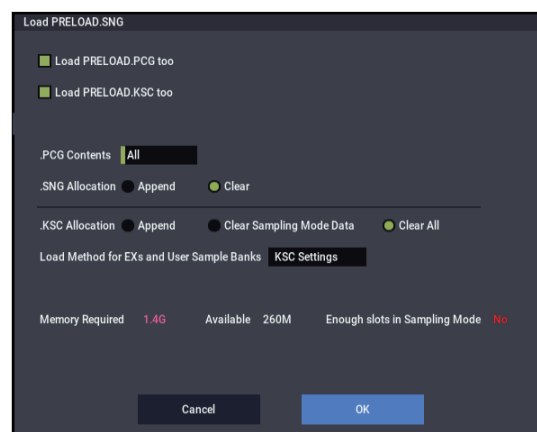 Load PRELOAD.SNG
Load PRELOAD.PCG too
Load PRELOAD.KSC too
.PCG Contents All
.SNG Allocation Append Clear
.KSC Allocation Append Clear Sampling Mode Data Clear All
Load Method for EXs and User Sample Banks KSC Settings
Memory Required 1.4G Available 260M Enough slots in Sampling Mode No
Cancel OK